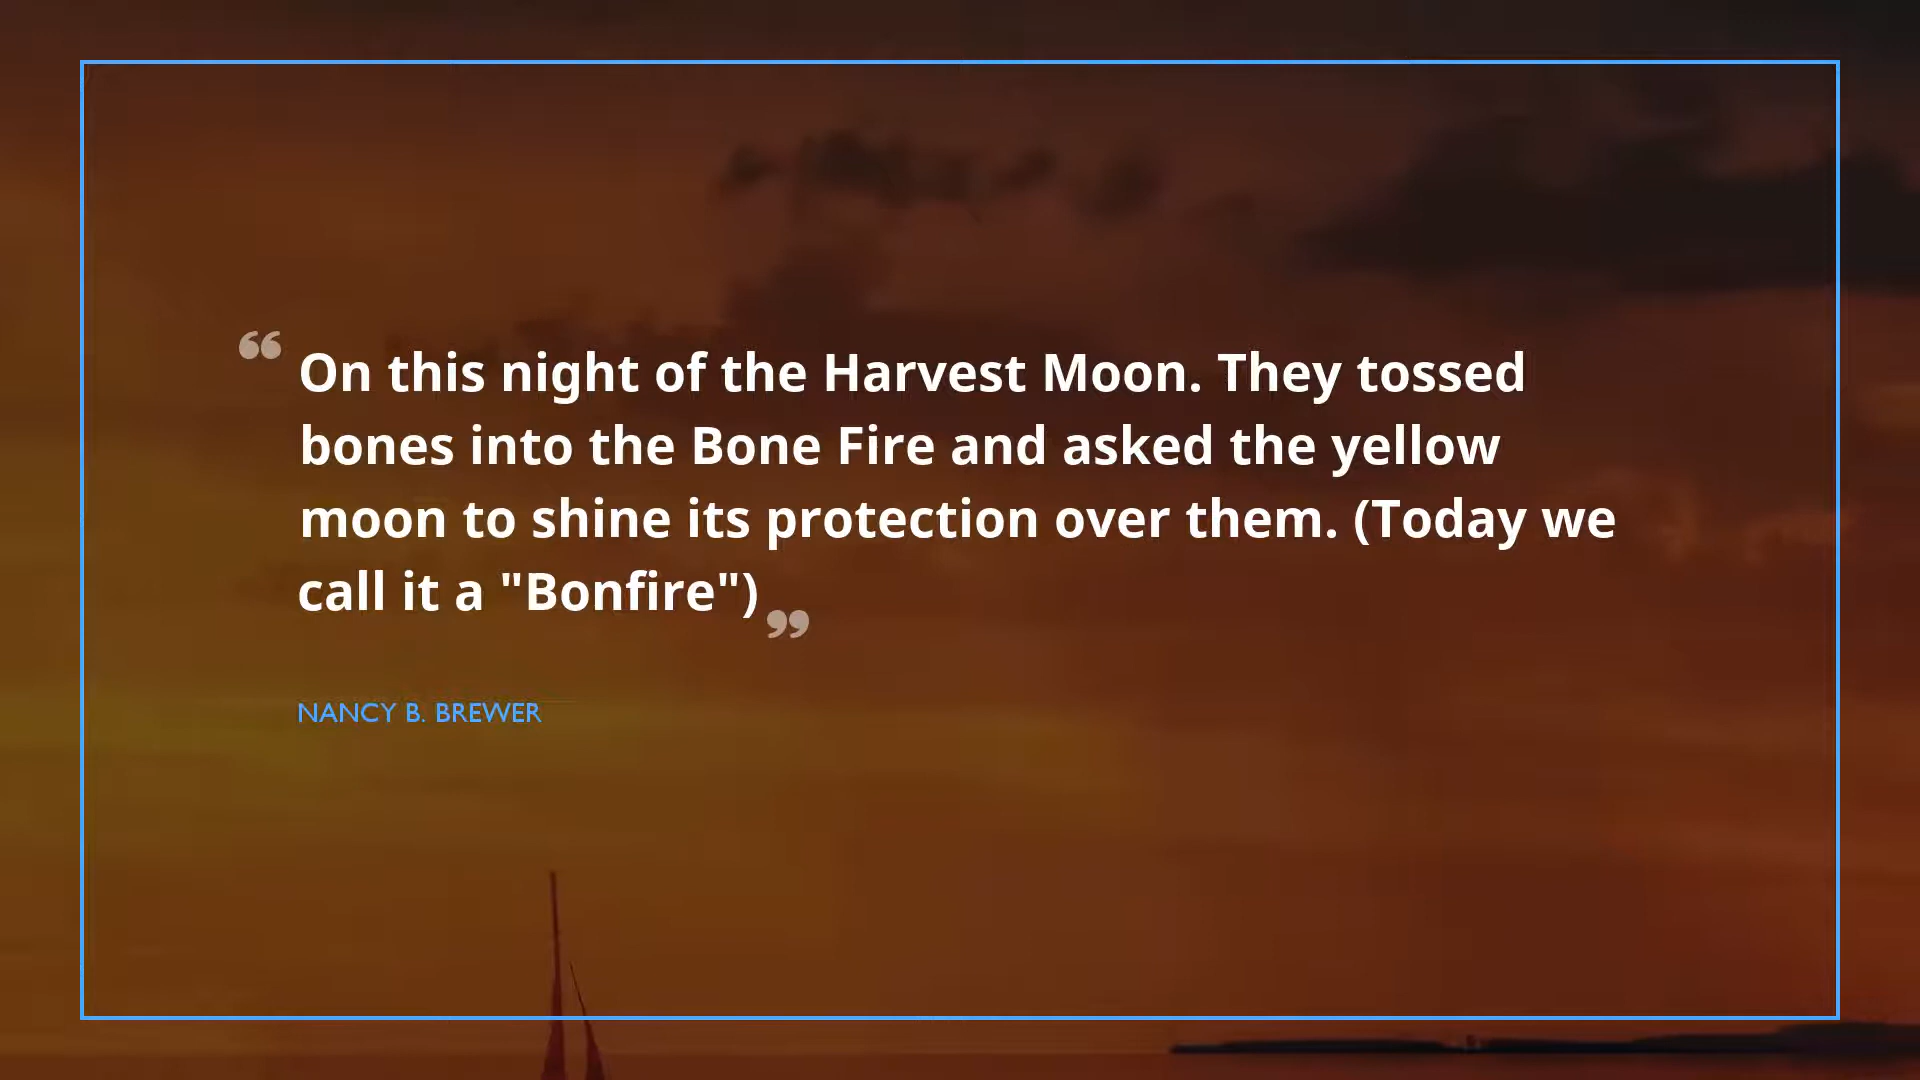 “On this night of the Harvest Moon. They tossed
bones into the Bone Fire and asked the yellow
moon to shine its protection over them. (Today we
call it a "Bonfire")”
NANCY B. BREWER